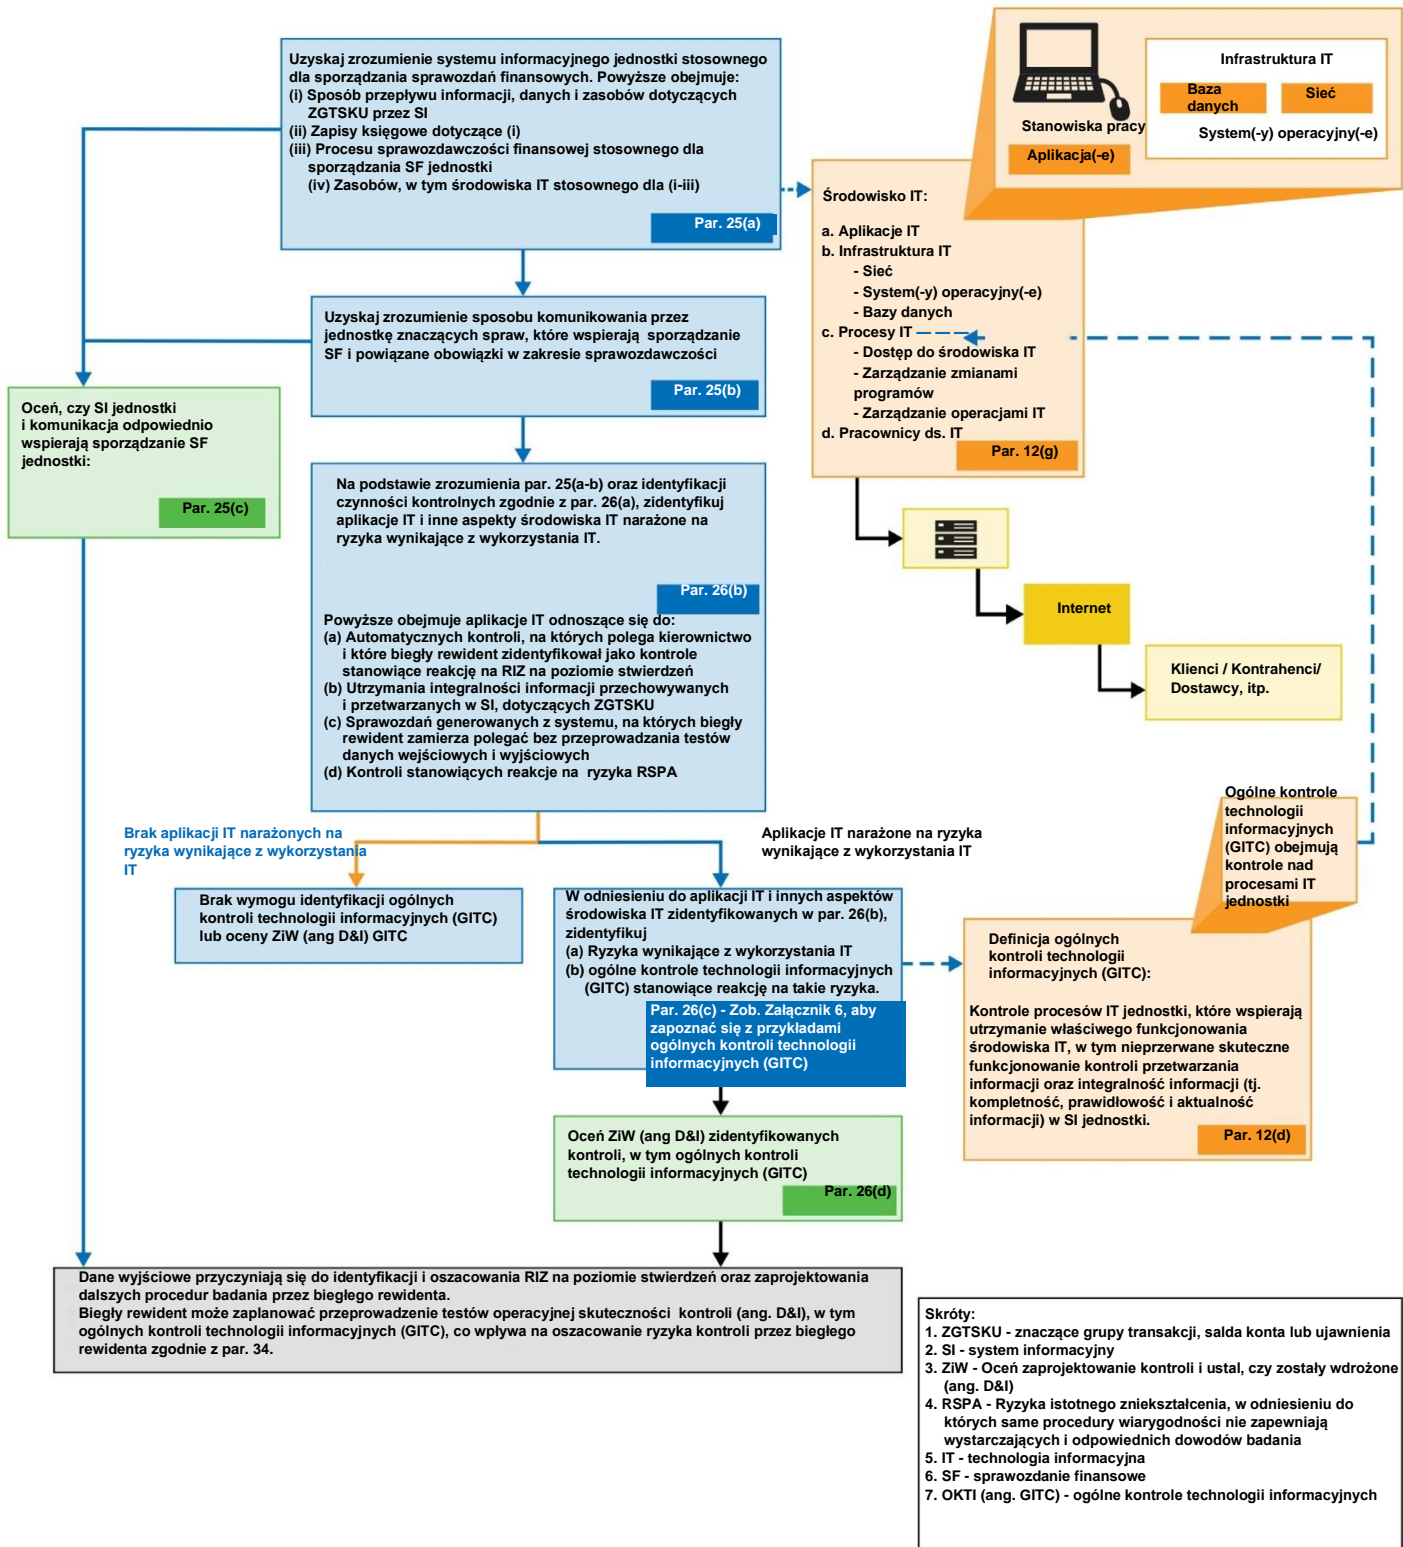 Uzyskaj zrozumienie systemu informacyjnego jednostki stosownego
dla sporządzania sprawozdań finansowych. Powyższe obejmuje:
(i) Sposób przepływu informacji, danych i zasobów dotyczących
ZGTSKU przez SI
(ii) Zapisy księgowe dotyczące (i)
(iii) Procesu sprawozdawczości finansowej stosownego dla
sporządzania SF jednostki
(iv) Zasobów, w tym środowiska IT stosownego dla (i-iii)
Par. 25(a)
Stanowiska pracy
Aplikacja(-e)
Infrastruktura IT
Baza
danych
Sieć
System(-y) operacyjny(-e)
Środowisko IT:
a. Aplikacje IT
b. Infrastruktura IT
- Sieć
- System(-y) operacyjny(-e)
- Bazy danych
c. Procesy IT
- Dostęp do środowiska IT
- Zarządzanie zmianami
programów
- Zarządzanie operacjami IT
d. Pracownicy ds. IT
Par. 12(g)
Uzyskaj zrozumienie sposobu komunikowania przez
jednostkę znaczących spraw, które wspierają sporządzanie
SF i powiązane obowiązki w zakresie sprawozdawczości
Par. 25(b)
Oceń, czy SI jednostki
i komunikacja odpowiednio
wspierają sporządzanie SF
jednostki:
Par. 25(c)
Na podstawie zrozumienia par. 25(a-b) oraz identyfikacji
czynności kontrolnych zgodnie z par. 26(a), zidentyfikuj
aplikacje IT i inne aspekty środowiska IT narażone na
ryzyka wynikające z wykorzystania IT.
Par. 26(b)
Powyższe obejmuje aplikacje IT odnoszące się do:
(a) Automatycznych kontroli, na których polega kierownictwo
i które biegły rewident zidentyfikował jako kontrole
stanowiące reakcję na RIZ na poziomie stwierdzeń
(b) Utrzymania integralności informacji przechowywanych
i przetwarzanych w SI, dotyczących ZGTSKU
(c) Sprawozdań generowanych z systemu, na których biegły
rewident zamierza polegać bez przeprowadzania testów
danych wejściowych i wyjściowych
(d) Kontroli stanowiących reakcje na ryzyka RSPA
Internet
Klienci / Kontrahenci/
Dostawcy, itp.
Brak aplikacji IT narażonych na
ryzyka wynikające z wykorzystania
IT
Aplikacje IT narażone na ryzyka
wynikające z wykorzystania IT
Brak wymogu identyfikacji ogólnych
kontroli technologii informacyjnych (GITC)
lub oceny ZiW (ang D&I) GITC
W odniesieniu do aplikacji IT i innych aspektów
środowiska IT zidentyfikowanych w par. 26(b),
zidentyfikuj
(a) Ryzyka wynikające z wykorzystania IT
(b) ogólne kontrole technologii informacyjnych
(GITC) stanowiące reakcję na takie ryzyka.
Par. 26(c) - Zob. Załącznik 6, aby
zapoznać się z przykładami
ogólnych kontroli technologii
informacyjnych (GITC)
Ogólne kontrole
technologii
informacyjnych
(GITC) obejmują
kontrole nad
procesami IT
jednostki
Definicja ogólnych
kontroli technologii
informacyjnych (GITC):
Kontrole procesów IT jednostki, które wspierają
utrzymanie właściwego funkcjonowania
środowiska IT, w tym nieprzerwane skuteczne
funkcjonowanie kontroli przetwarzania
informacji oraz integralność informacji (tj.
kompletność, prawidłowość i aktualność
informacji) w SI jednostki.
Par. 12(d)
Oceń ZiW (ang D&I) zidentyfikowanych
kontroli, w tym ogólnych kontroli
technologii informacyjnych (GITC)
Par. 26(d)
Dane wyjściowe przyczyniają się do identyfikacji i oszacowania RIZ na poziomie stwierdzeń oraz zaprojektowania
dalszych procedur badania przez biegłego rewidenta.
Biegły rewident może zaplanować przeprowadzenie testów operacyjnej skuteczności kontroli (ang. D&I), w tym
ogólnych kontroli technologii informacyjnych (GITC), co wpływa na oszacowanie ryzyka kontroli przez biegłego
rewidenta zgodnie z par. 34.
Skróty:
1. ZGTSKU - znaczące grupy transakcji, salda konta lub ujawnienia
2. SI - system informacyjny
3. ZiW - Oceń zaprojektowanie kontroli i ustal, czy zostały wdrożone
(ang. D&I)
4. RSPA - Ryzyka istotnego zniekształcenia, w odniesieniu do
których same procedury wiarygodności nie zapewniają
wystarczających i odpowiednich dowodów badania
5. IT - technologia informacyjna
6. SF - sprawozdanie finansowe
7. OKTI (ang. GITC) - ogólne kontrole technologii informacyjnych